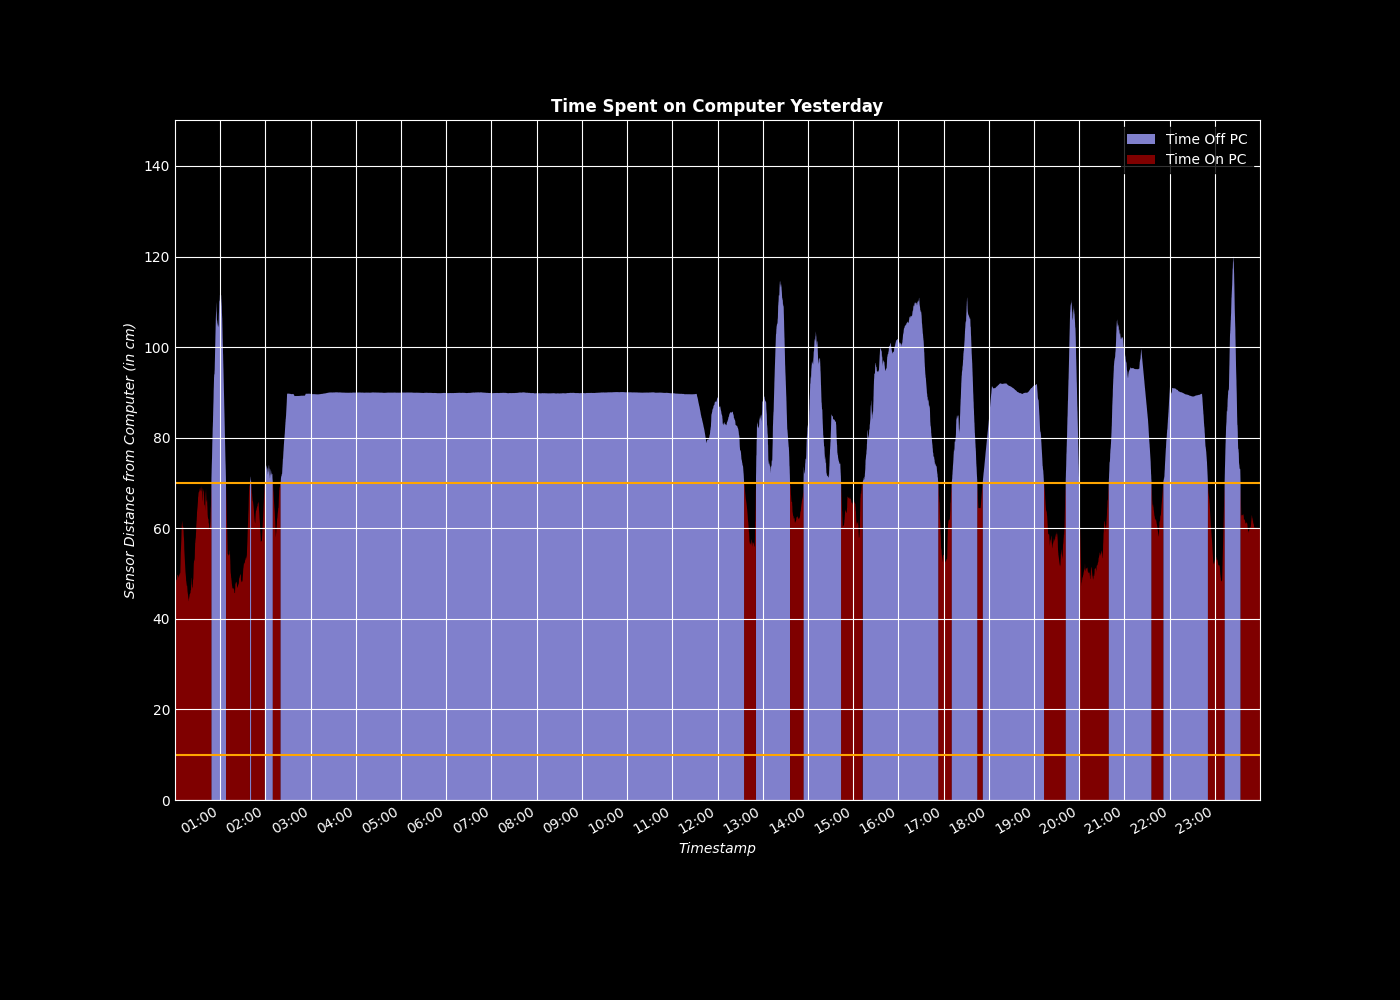 Time Spent on Computer Yesterday
Time Off PC
Time On PC
140
120
100
80
60
40
20
0
Sensor Distance from Computer (in cm)
01:00 02:00 03:00 04:00 05:00 06:00 07:00 08:00 09:00 10:00 11:00 12:00 13:00 14:00 15:00 16:00 17:00 18:00 19:00 20:00 21:00 22:00 23:00
Timestamp